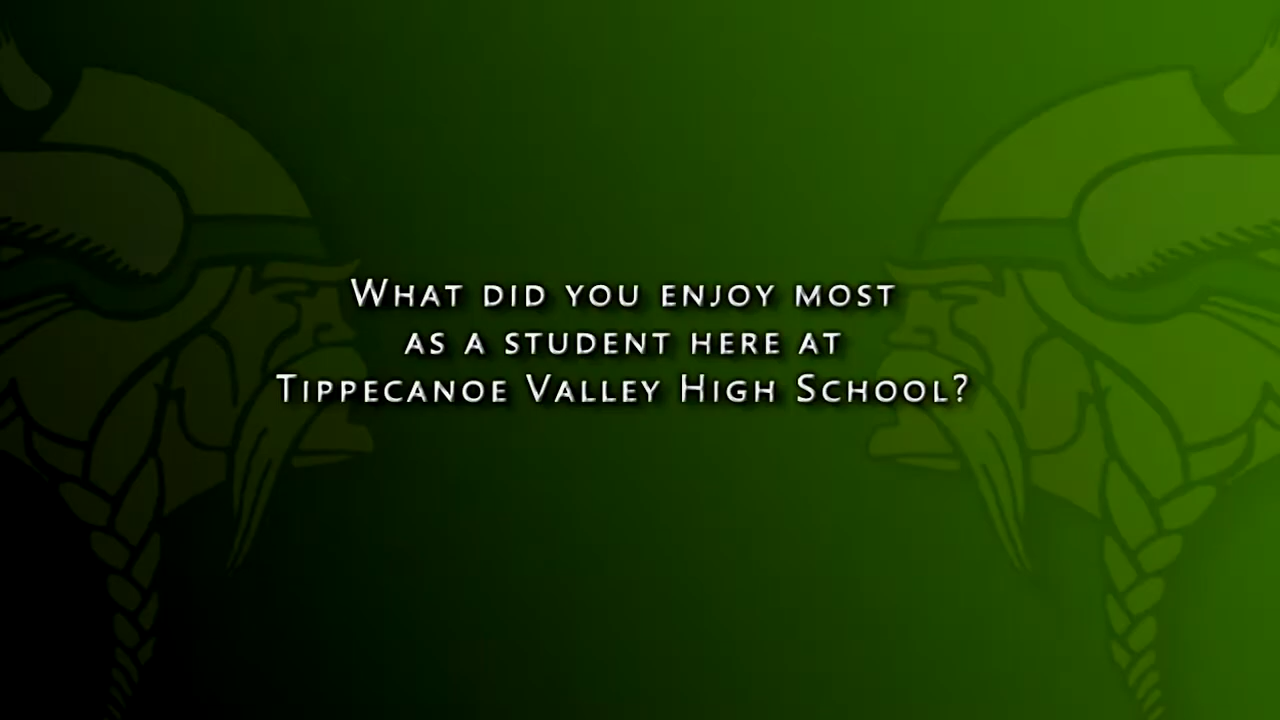 What did you enjoy most
as a student here at
Tippecanoe Valley High School?